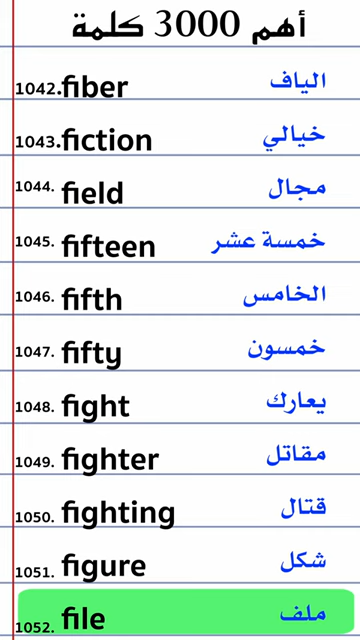 أهم 3000 كلمة
1042.fiber الياف
1043.fiction خيالي
1044. field مجال
1045. fifteen خمسة عشر
1046. fifth الخامس
1047. fifty خمسون
1048. fight يعارك
1049. fighter مقاتل
1050. fighting قتال
1051. figure شكل
1052. file ملف